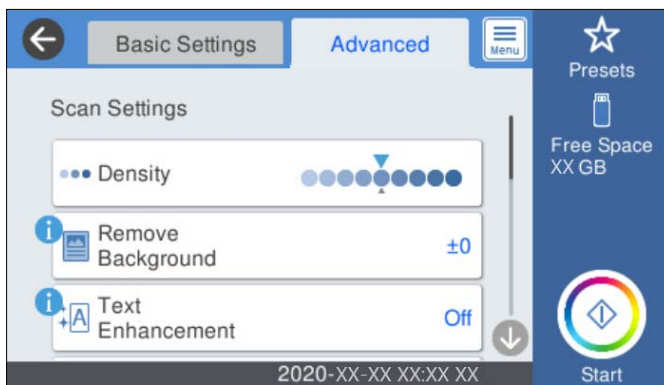 Basic Settings
Advanced
Menu
Presets
Scan Settings
Free Space
XX GB
Density
Remove
Background
±0
Text
Enhancement
Off
A
2020-XX-XX XX:XX XX
Start